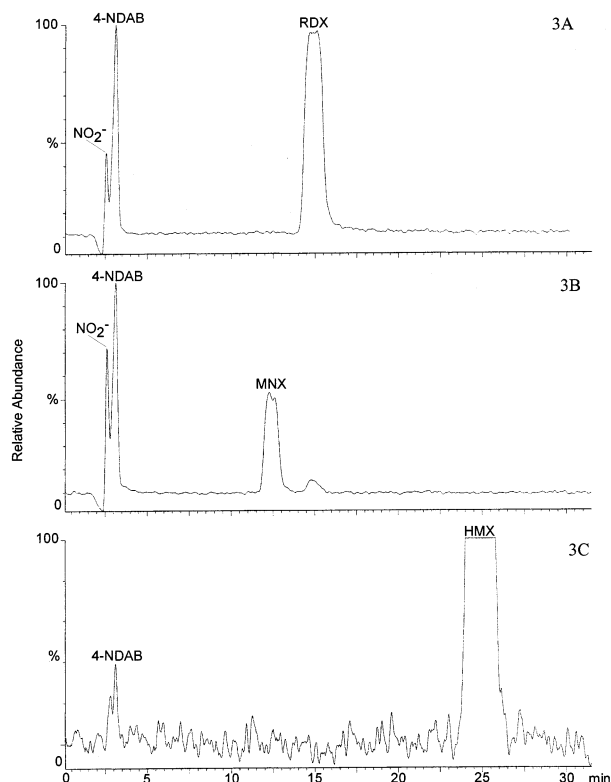 3A
100
4-NDAB
RDX
NO2-
%
0
3B
100
4-NDAB
NO2-
MNX
%
0
Relative Abundance
3C
100
HMX
4-NDAB
%
0
0 5 10 15 20 25 30 min